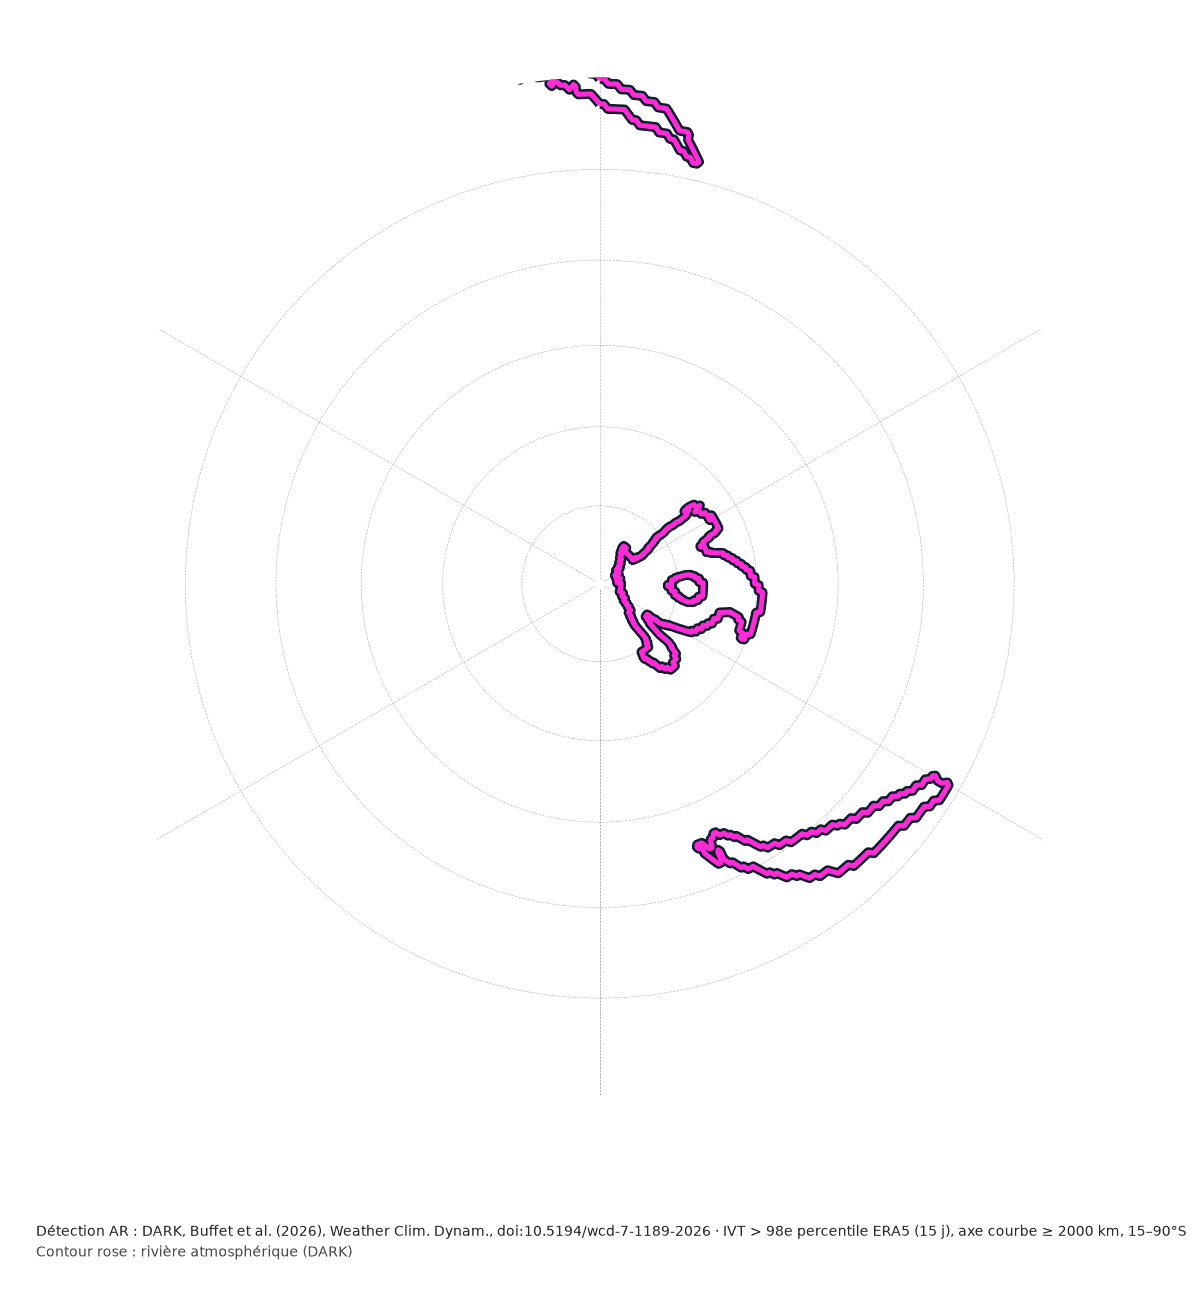 Détection AR : DARK, Buffet et al. (2026), Weather Clim. Dynam., doi:10.5194/wcd-7-1189-2026 · IVT > 98e percentile ERA5 (15 j), axe courbe ≥ 2000 km, 15–90°S
Contour rose : rivière atmosphérique (DARK)